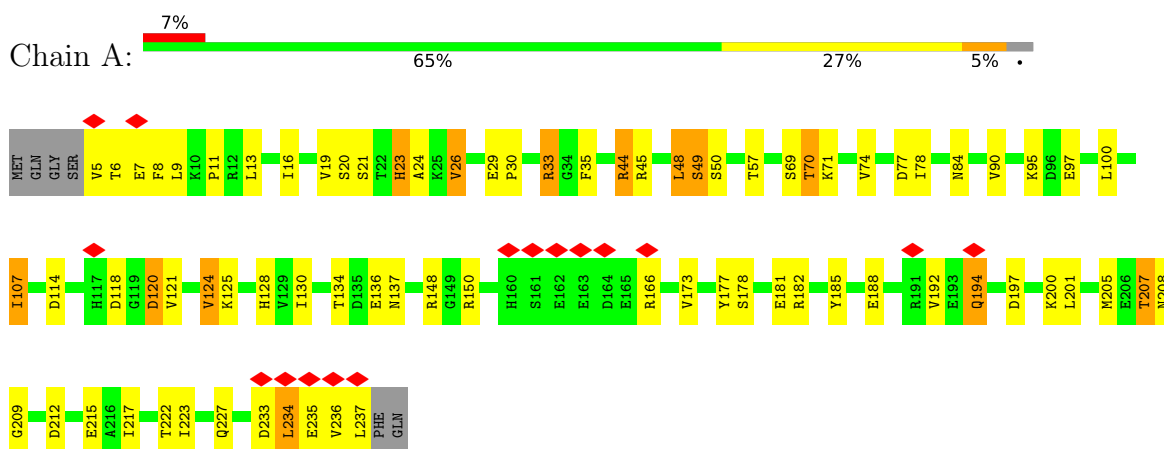 7%
Chain A:
65% 27% 5% •
MET GLN GLY SER V5 T6 E7 F8 L9 K10 P11 R12 L13 I16 V19 S20 S21 T22 H23 A24 K25 V26 E29 P30 R33 G34 F35 R44 R45 L48 S49 S50 T57 S69 T70 K71 V74 D77 I78 N84 V90 K95 D96 E97 L100
I107 D114 H117 D118 G119 D120 V121 V124 K125 H128 V129 I130 T134 D135 E136 N137 R148 G149 R150 H160 S161 E162 E163 D164 E165 R166 V173 Y177 S178 E181 R182 Y185 E188 R191 V192 E193 Q194 D197 K200 L201 M205 E206 T207 N208
G209 D212 E215 A216 I217 T222 I223 Q227 D233 L234 E235 V236 L237 PHE GLN